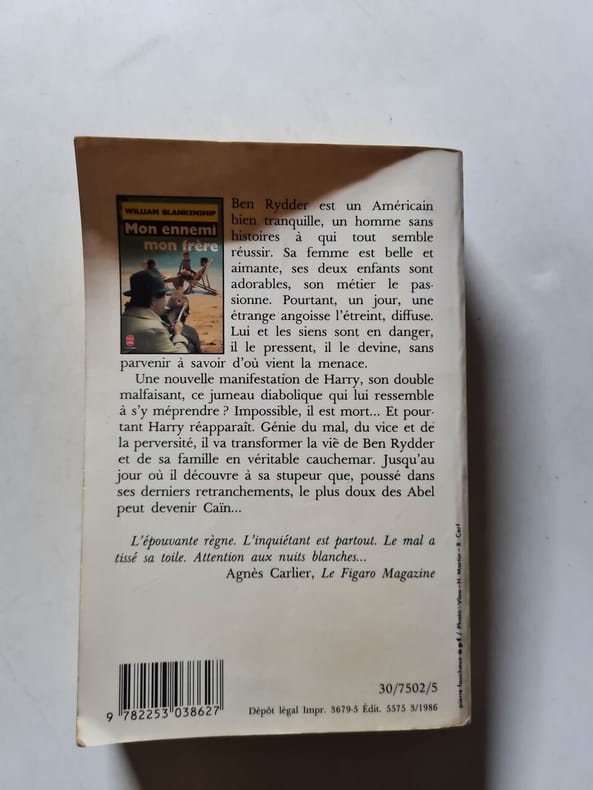 WILLIAM BLANKENSHIP
Mon ennemi
mon frère
Ben Rydder est un Américain
bien tranquille, un homme sans
histoires à qui tout semble
réussir. Sa femme est belle et
aimante, ses deux enfants sont
adorables, son métier le pas-
sionne. Pourtant, un jour, une
étrange angoisse l'étreint, diffuse.
Lui et les siens sont en danger,
il le pressent, il le devine, sans
parvenir à savoir d'où vient la menace.
Une nouvelle manifestation de Harry, son double
malfaisant, ce jumeau diabolique qui lui ressemble
à s'y méprendre ? Impossible, il est mort... Et pour-
tant Harry réapparaît. Génie du mal, du vice et de
la perversité, il va transformer la vie de Ben Rydder
et de sa famille en véritable cauchemar. Jusqu'au
jour où il découvre à sa stupeur que, poussé dans
ses derniers retranchements, le plus doux des Abel
peut devenir Caïn...
L'épouvante règne. L'inquiétant est partout. Le mal a
tissé sa toile. Attention aux nuits blanches...
Agnès Carlier, Le Figaro Magazine
30/7502/5
9 782253 038627
Dépôt légal Impr. 3679-5 Édit. 5575 3/1986